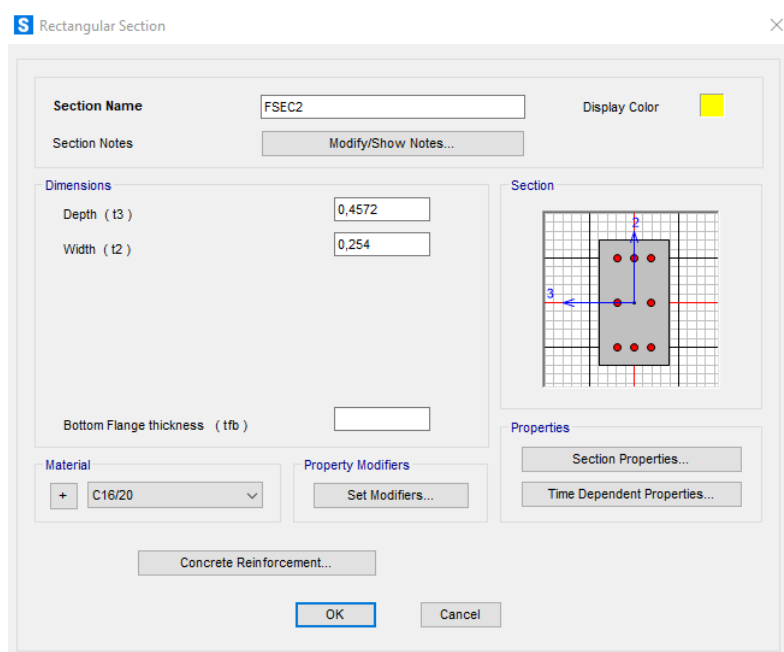 S Rectangular Section
Section Name FSEC2 Display Color
Section Notes Modify/Show Notes...
Dimensions Section
Depth ( t3 ) 0,4572
Width ( t2 ) 0,254
2
3
Bottom Flange thickness ( tfb )
Properties
Section Properties...
Time Dependent Properties...
Material Property Modifiers
+ C16/20 Set Modifiers...
Concrete Reinforcement...
OK Cancel